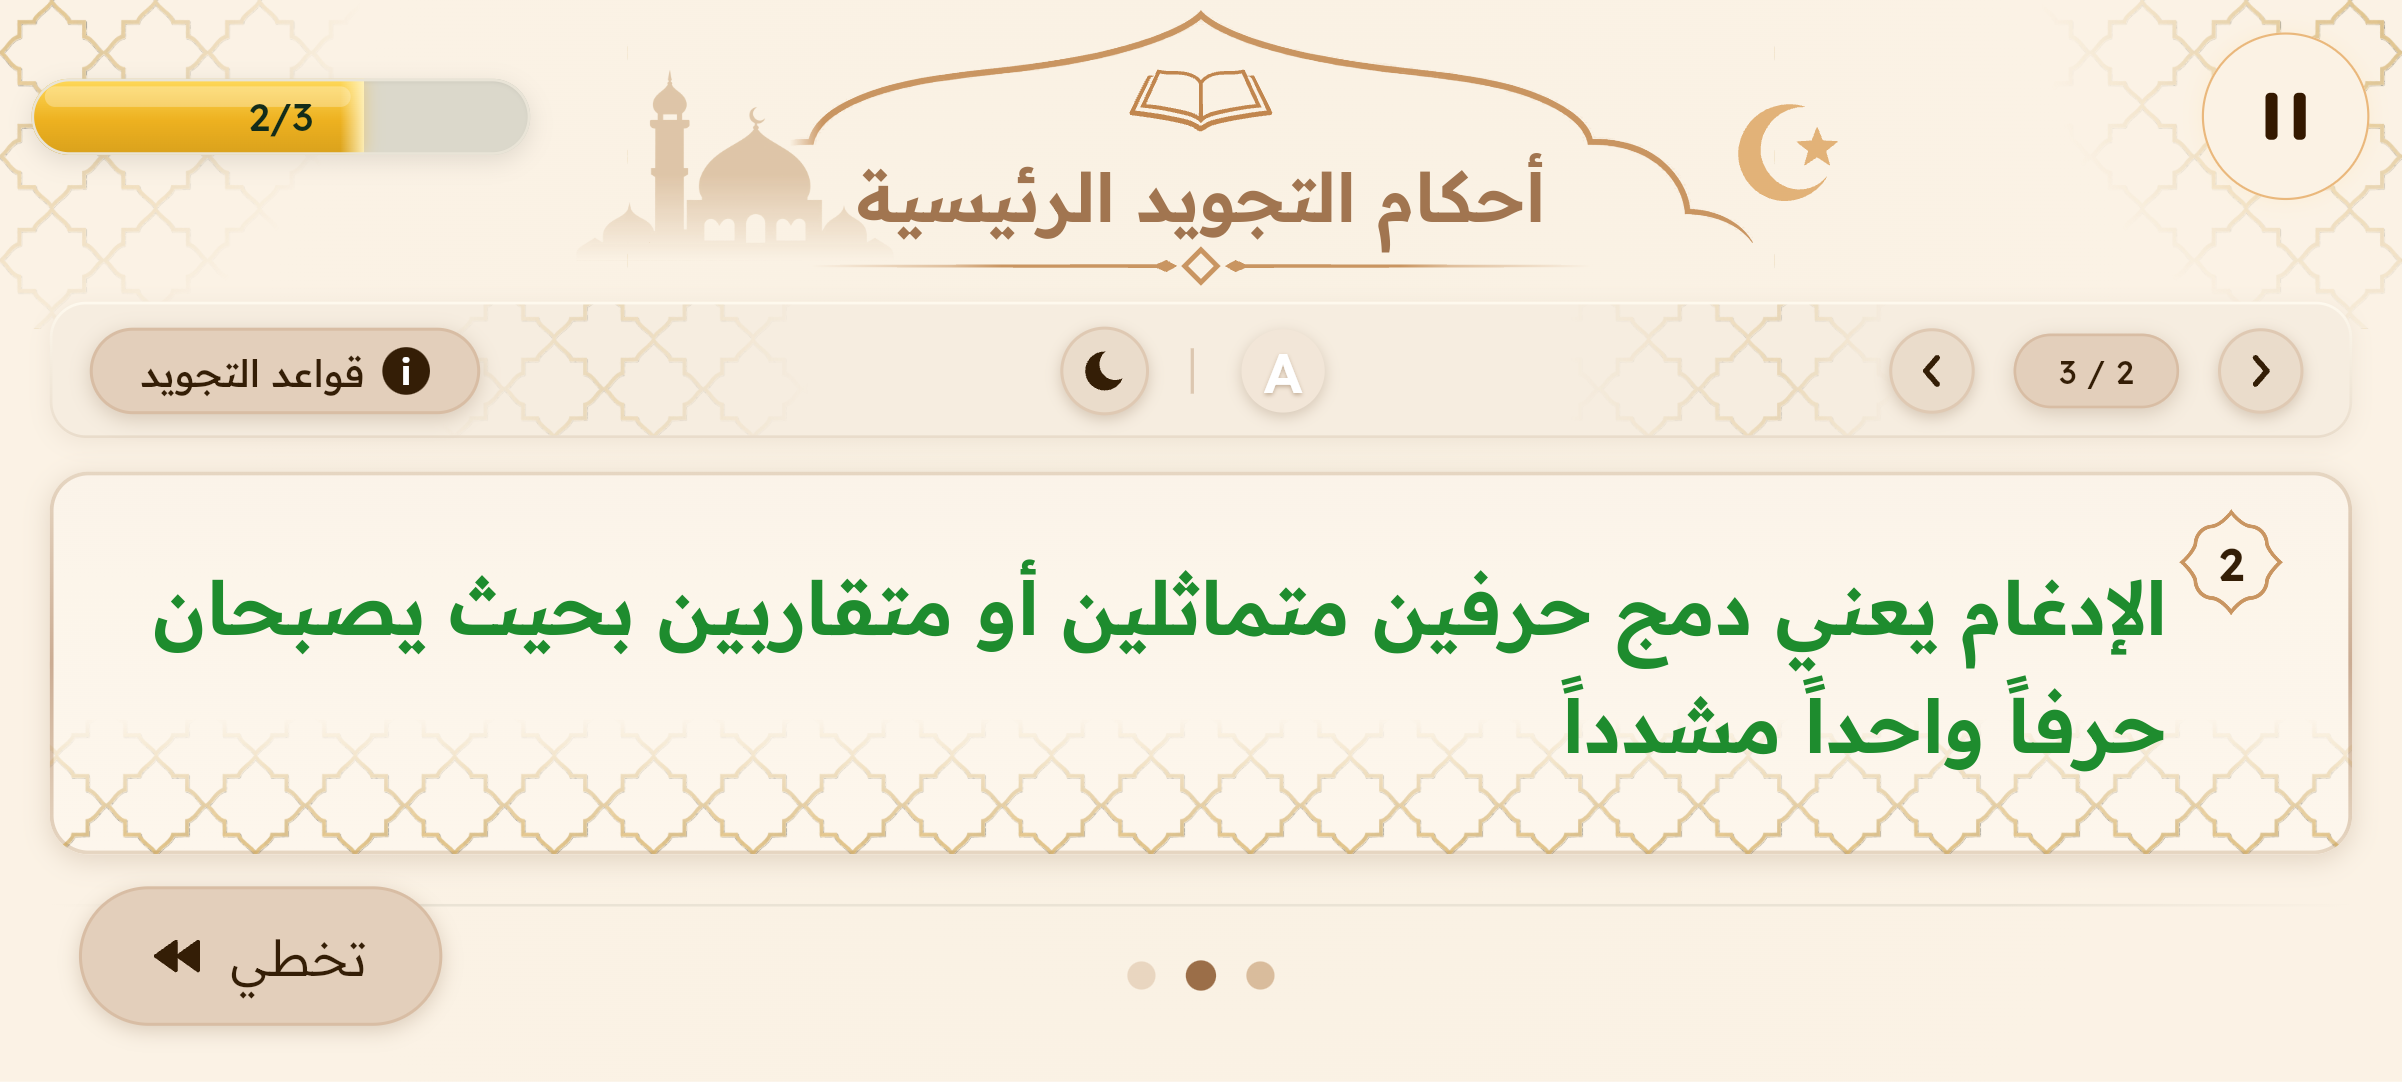 2/3
أحكام التجويد الرئيسية
قواعد التجويد
A
3 / 2
2
الإدغام يعني دمج حرفين متماثلين أو متقاربين بحيث يصبحان
حرفاً واحداً مشدداً
تخطي